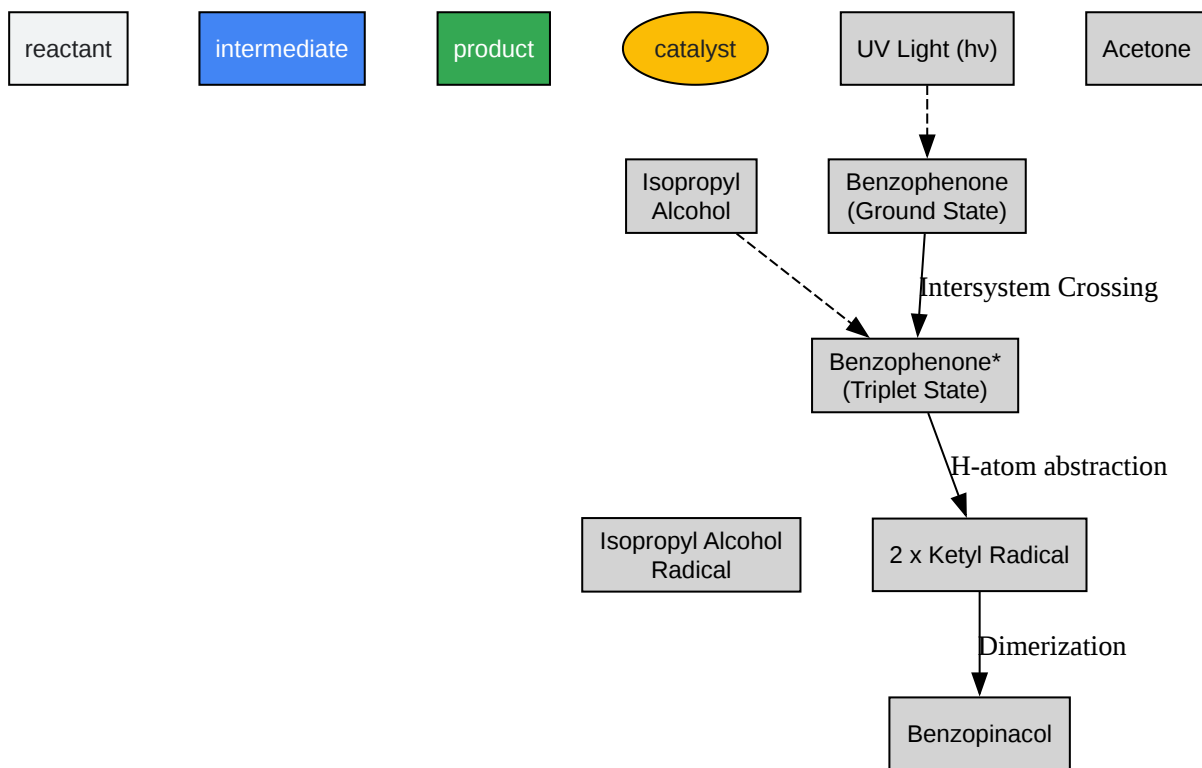 reactant
intermediate
product
catalyst
UV Light (hν)
Acetone
Isopropyl
Alcohol
Benzophenone
(Ground State)
Intersystem Crossing
Benzophenone*
(Triplet State)
H-atom abstraction
Isopropyl Alcohol
Radical
2 x Ketyl Radical
Dimerization
Benzopinacol